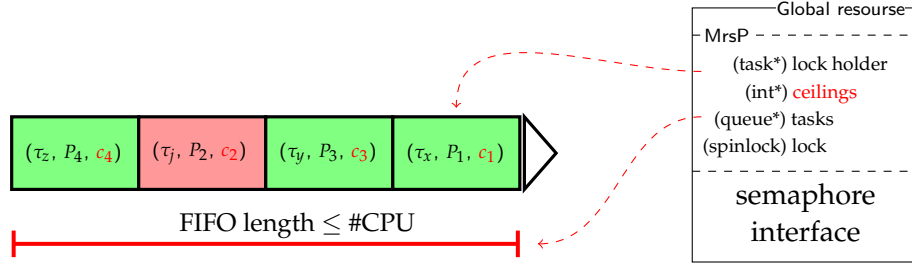 Global resourse
MrsP
(task*) lock holder
(int*) ceilings
(queue*) tasks
(spinlock) lock
semaphore
interface
(τz, P4, c4) (τj, P2, c2) (τy, P3, c3) (τx, P1, c1)
FIFO length ≤ #CPU